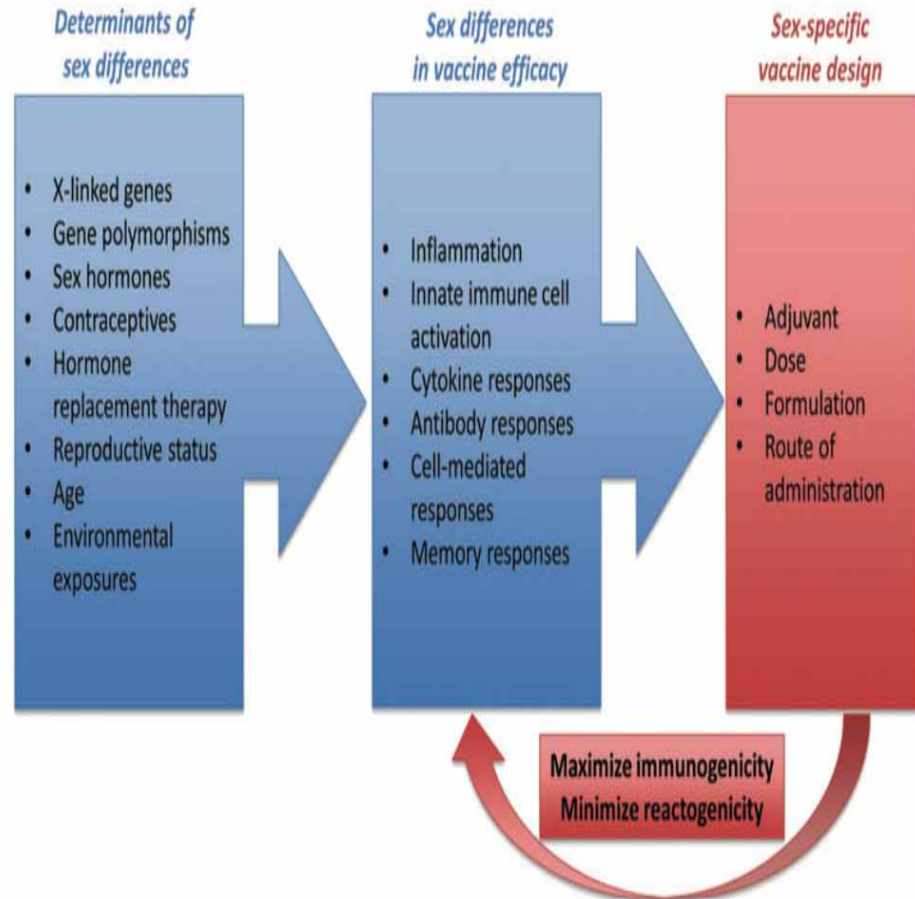 Determinants of
sex differences
• X-linked genes
• Gene polymorphisms
• Sex hormones
• Contraceptives
• Hormone
replacement therapy
• Reproductive status
• Age
• Environmental
exposures
Sex differences
in vaccine efficacy
• Inflammation
• Innate immune cell
activation
• Cytokine responses
• Antibody responses
• Cell-mediated
responses
• Memory responses
Sex-specific
vaccine design
• Adjuvant
• Dose
• Formulation
• Route of
administration
Maximize immunogenicity
Minimize reactogenicity